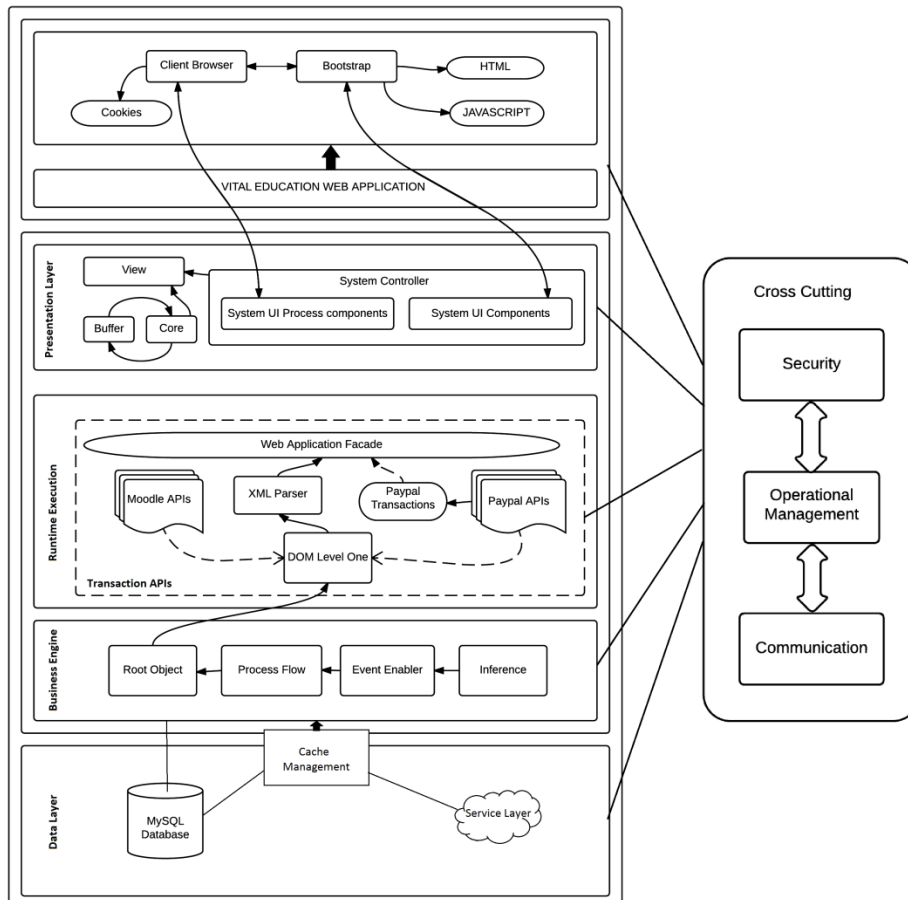 Client Browser
Bootstrap
HTML
Cookies
JAVASCRIPT
VITAL EDUCATION WEB APPLICATION
Presentation Layer
View
System Controller
Buffer
Core
System UI Process components
System UI Components
Runtime Execution
Web Application Facade
Moodle APIs
XML Parser
Paypal
Transactions
Paypal APIs
DOM Level One
Transaction APIs
Business Engine
Root Object
Process Flow
Event Enabler
Inference
Data Layer
Cache
Management
MySQL
Database
Service Layer
Cross Cutting
Security
Operational
Management
Communication